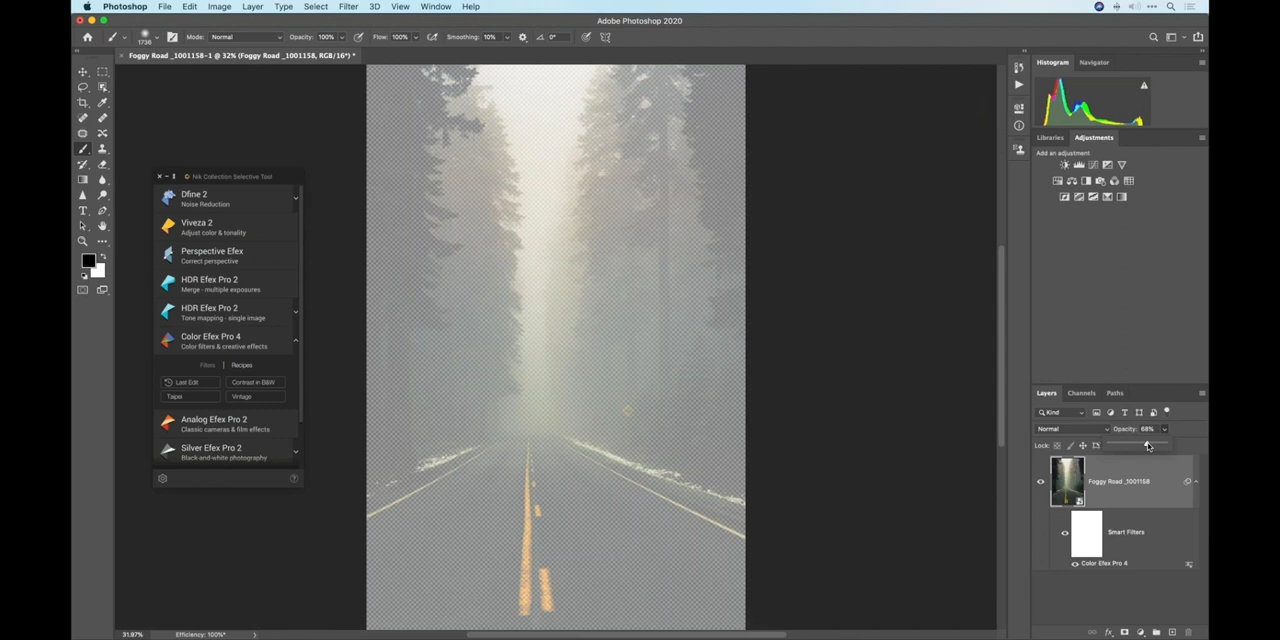 Photoshop File Edit Image Layer Type Select Filter 3D View Window Help
Adobe Photoshop 2020
1736 Mode: Normal Opacity: 100% Flow: 100% Smoothing: 10% 0°
Foggy Road _1001158-1 @ 32% (Foggy Road _1001158, RGB/16*) *
Histogram Navigator
Libraries Adjustments
Add an adjustment
Nik Collection Selective Tool
Dfine 2
Noise Reduction
Viveza 2
Adjust color & tonality
Perspective Efex
Correct perspective
HDR Efex Pro 2
Merge - multiple exposures
HDR Efex Pro 2
Tone mapping - single image
Color Efex Pro 4
Color filters & creative effects
Filters | Recipes
Last Edit Contrast in B&W
Taipei Vintage
Analog Efex Pro 2
Classic cameras & film effects
Silver Efex Pro 2
Black-and-white photography
Layers Channels Paths
Kind
Normal Opacity: 68%
Lock:
Foggy Road _1001158
Smart Filters
Color Efex Pro 4
31.97% Efficiency: 100%*